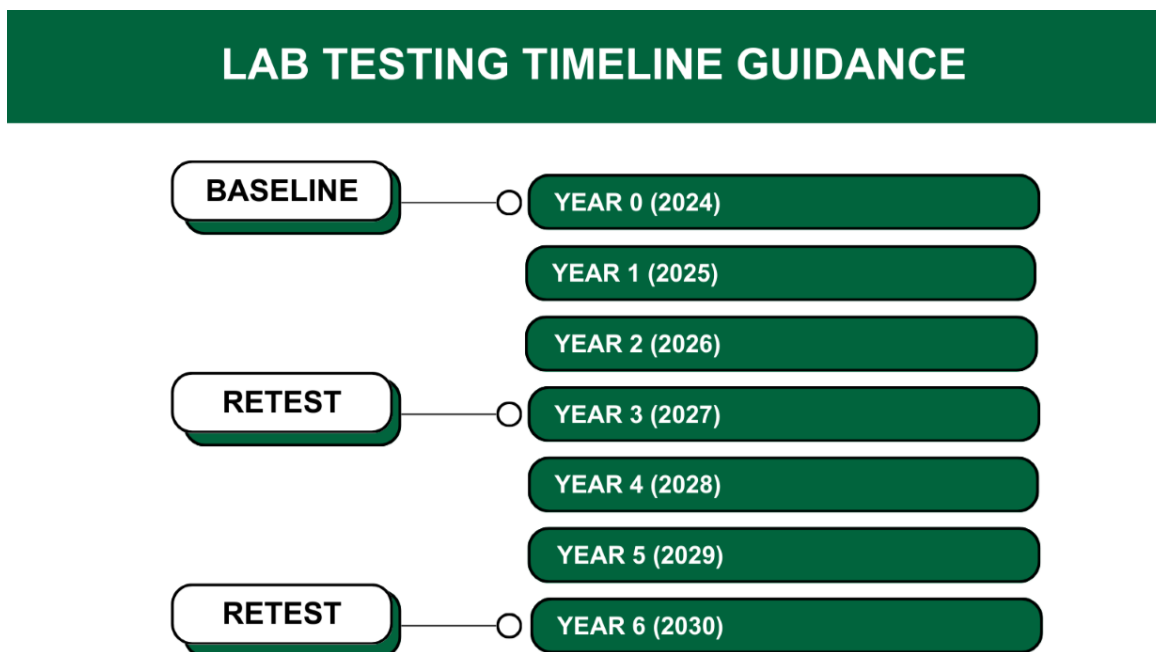 LAB TESTING TIMELINE GUIDANCE
BASELINE
YEAR 0 (2024)
YEAR 1 (2025)
YEAR 2 (2026)
RETEST
YEAR 3 (2027)
YEAR 4 (2028)
YEAR 5 (2029)
RETEST
YEAR 6 (2030)